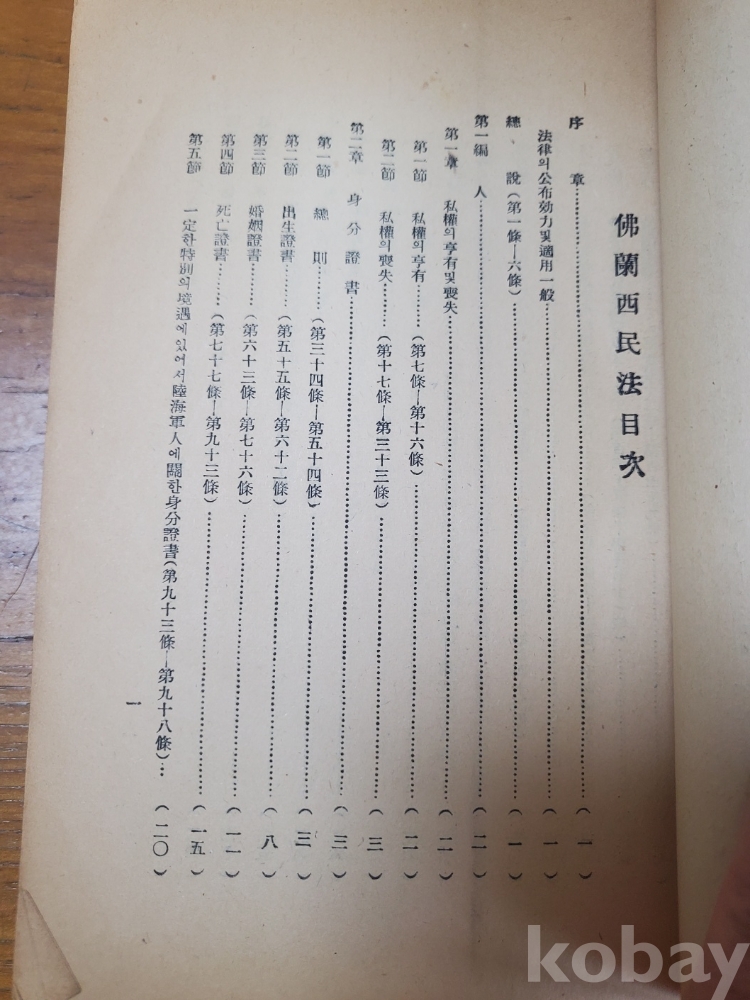 佛蘭西民法目次
序章……(一)
法律의公布効力및適用一般……(一)
總說(第一條―六條)……(一)
第一編 人……(二)
第一章 私權의享有및喪失……(二)
第一節 私權의享有……(第七條―第十六條)……(二)
第二節 私權의喪失……(第十七條―第三十三條)……(三)
第二章 身分證書……(三)
第一節 總則……(第三十四條―第五十四條)……(三)
第二節 出生證書……(第五十五條―第六十二條)……(八)
第三節 婚姻證書……(第六十三條―第七十六條)……(一一)
第四節 死亡證書……(第七十七條―第九十三條)……(一五)
第五節 一定한特別의境遇에있어서陸海軍人에關한身分證書(第九十三條―第九十八條)…(二〇)
一
kobay